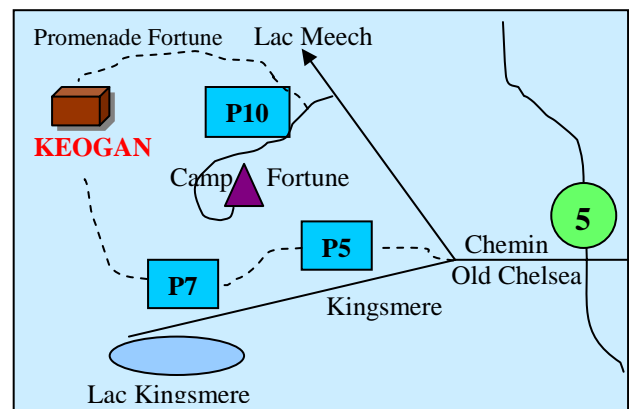 Promenade Fortune
Lac Meech
P10
KEOGAN
Camp Fortune
5
P5
Chemin
Old Chelsea
P7
Kingsmere
Lac Kingsmere